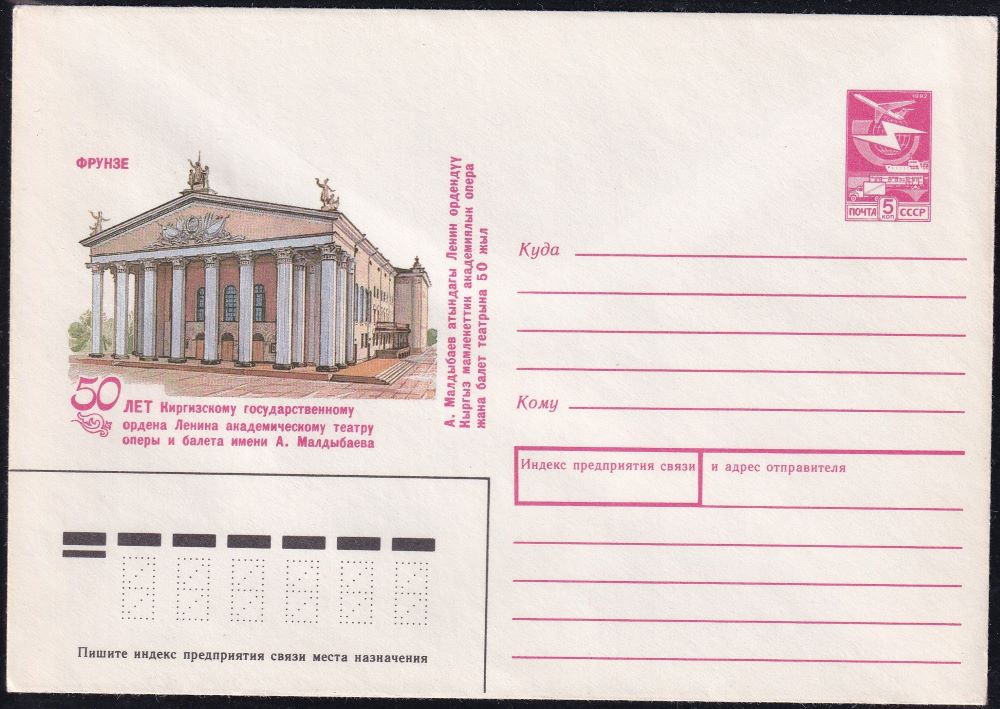 ФРУНЗЕ
50 ЛЕТ Киргизскому государственному
ордена Ленина академическому театру
оперы и балета имени А. Малдыбаева
А. Малдыбаев атындагы Ленин ордендүү
Кыргыз мамлекеттик академиялык опера
жана балет театрына 50 жыл
1982
ПОЧТА 5 КОП СССР
Куда
Кому
Индекс предприятия связи и адрес отправителя
Пишите индекс предприятия связи места назначения